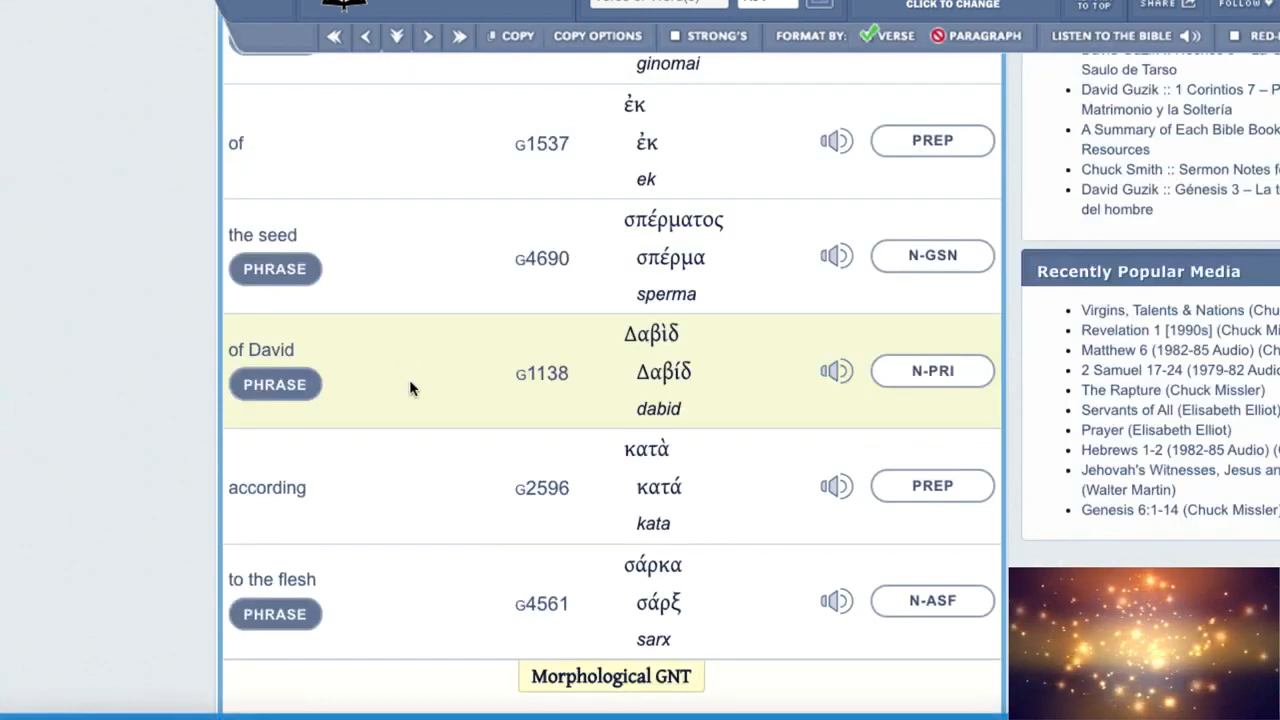 CLICK TO CHANGE
TO TOP
SHARE
FOLLOW
COPY
COPY OPTIONS
STRONG'S
FORMAT BY:
VERSE
PARAGRAPH
LISTEN TO THE BIBLE
ginomai
of
G1537
ἐκ
ἐκ
ek
PREP
the seed
PHRASE
G4690
σπέρματος
σπέρμα
sperma
N-GSN
of David
PHRASE
G1138
Δαβὶδ
Δαβίδ
dabid
N-PRI
according
G2596
κατὰ
κατά
kata
PREP
to the flesh
PHRASE
G4561
σάρκα
σάρξ
sarx
N-ASF
Morphological GNT
Saulo de Tarso
David Guzik :: 1 Corintios 7 –
Matrimonio y la Soltería
A Summary of Each Bible Book
Resources
Chuck Smith :: Sermon Notes
David Guzik :: Génesis 3 – La
del hombre
Recently Popular Media
Virgins, Talents & Nations
Revelation 1 [1990s] (Chuck
Matthew 6 (1982-85 Audio)
2 Samuel 17-24 (1979-82
The Rapture (Chuck Missler)
Servants of All (Elisabeth Elliot)
Prayer (Elisabeth Elliot)
Hebrews 1-2 (1982-85 Audio)
Jehovah's Witnesses, Jesus
(Walter Martin)
Genesis 6:1-14 (Chuck Missler)